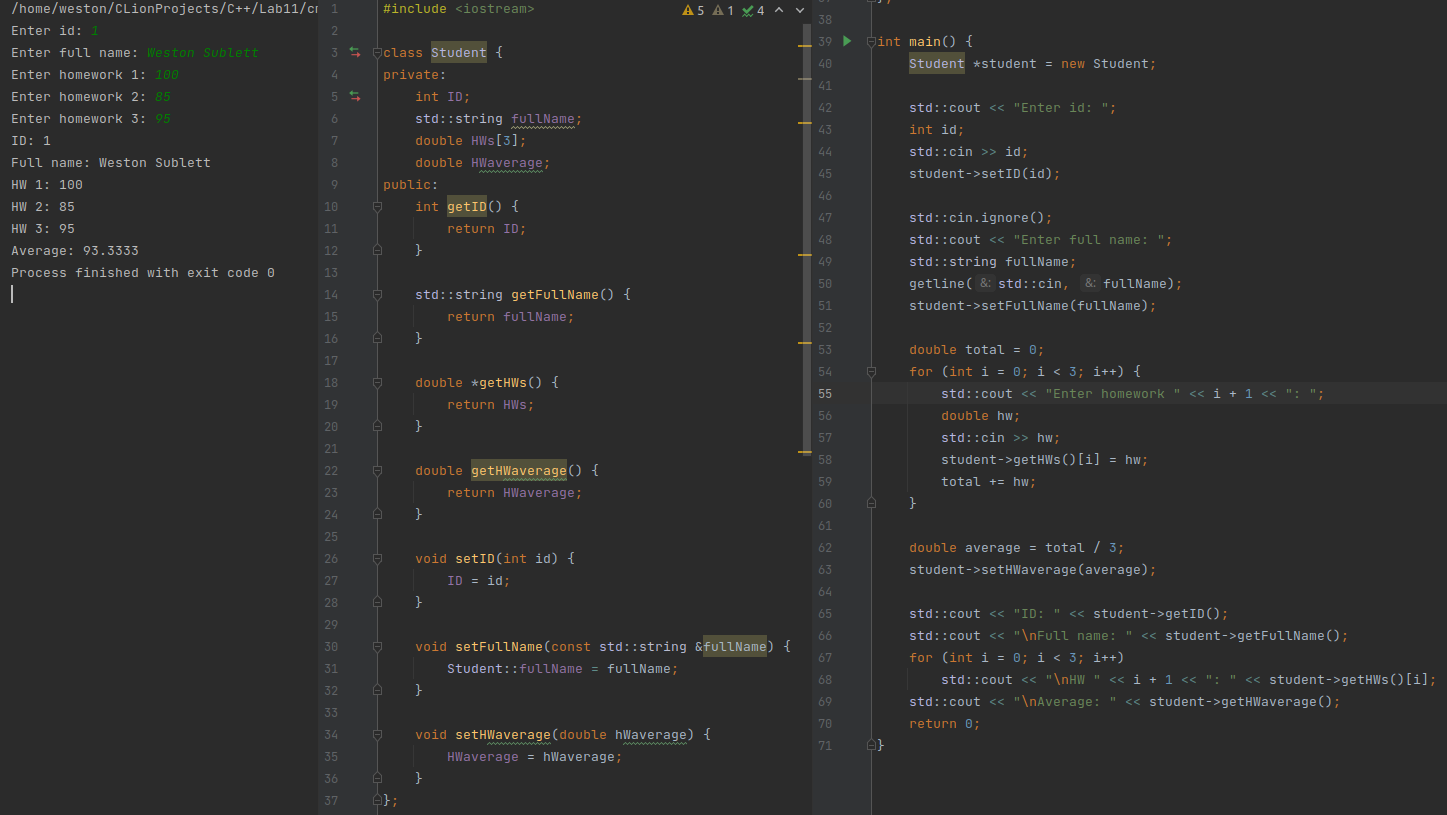 /home/weston/CLionProjects/C++/Lab11/cm
Enter id: 1
Enter full name: Weston Sublett
Enter homework 1: 100
Enter homework 2: 85
Enter homework 3: 95
ID: 1
Full name: Weston Sublett
HW 1: 100
HW 2: 85
HW 3: 95
Average: 93.3333
Process finished with exit code 0
5 1 4
1 #include <iostream>
2
3 class Student {
4 private:
5     int ID;
6     std::string fullName;
7     double HWs[3];
8     double HWaverage;
9 public:
10     int getID() {
11         return ID;
12     }
13
14     std::string getFullName() {
15         return fullName;
16     }
17
18     double *getHWs() {
19         return HWs;
20     }
21
22     double getHWaverage() {
23         return HWaverage;
24     }
25
26     void setID(int id) {
27         ID = id;
28     }
29
30     void setFullName(const std::string &fullName) {
31         Student::fullName = fullName;
32     }
33
34     void setHWaverage(double hWaverage) {
35         HWaverage = hWaverage;
36     }
37 };
38
39 int main() {
40     Student *student = new Student;
41
42     std::cout << "Enter id: ";
43     int id;
44     std::cin >> id;
45     student->setID(id);
46
47     std::cin.ignore();
48     std::cout << "Enter full name: ";
49     std::string fullName;
50     getline( &: std::cin, &: fullName);
51     student->setFullName(fullName);
52
53     double total = 0;
54     for (int i = 0; i < 3; i++) {
55         std::cout << "Enter homework " << i + 1 << ": ";
56         double hw;
57         std::cin >> hw;
58         student->getHWs()[i] = hw;
59         total += hw;
60     }
61
62     double average = total / 3;
63     student->setHWaverage(average);
64
65     std::cout << "ID: " << student->getID();
66     std::cout << "\nFull name: " << student->getFullName();
67     for (int i = 0; i < 3; i++)
68         std::cout << "\nHW " << i + 1 << ": " << student->getHWs()[i];
69     std::cout << "\nAverage: " << student->getHWaverage();
70     return 0;
71 }